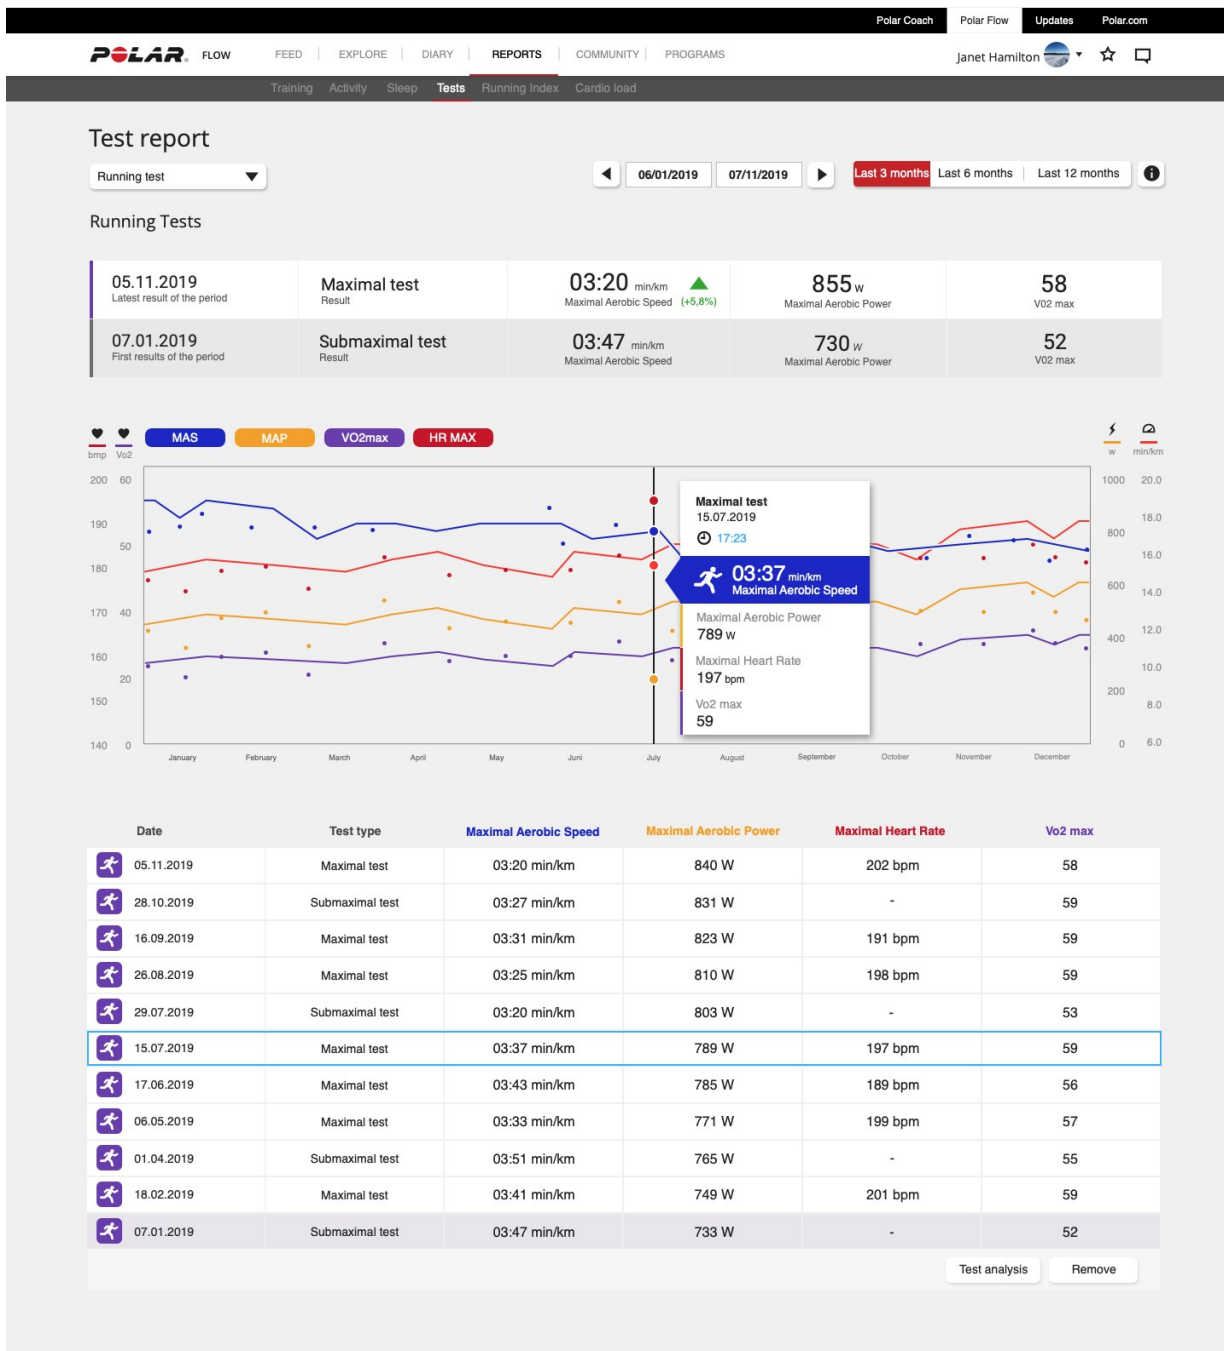 Polar Coach Polar Flow Updates Polar.com
POLAR. FLOW FEED EXPLORE DIARY REPORTS COMMUNITY PROGRAMS Janet Hamilton
Training Activity Sleep Tests Running Index Cardio load
Test report
Running test 06/01/2019 07/11/2019 Last 3 months Last 6 months Last 12 months
Running Tests
05.11.2019 Maximal test 03:20 min/km 855 w 58
Latest result of the period Result Maximal Aerobic Speed (+5,8%) Maximal Aerobic Power V02 max
07.01.2019 Submaximal test 03:47 min/km 730 w 52
First results of the period Result Maximal Aerobic Speed Maximal Aerobic Power V02 max
MAS MAP VO2max HR MAX
bmp Vo2 w min/km
200 60 1000 20.0
190 18.0
800
50 16.0
180
600 14.0
170 40
400 12.0
160 10.0
20
150 200 8.0
140 0 0 6.0
January February March April May Juni July August September October November December
Maximal test
15.07.2019
17:23
03:37 min/km
Maximal Aerobic Speed
Maximal Aerobic Power
789 w
Maximal Heart Rate
197 bpm
Vo2 max
59
Date Test type Maximal Aerobic Speed Maximal Aerobic Power Maximal Heart Rate Vo2 max
05.11.2019 Maximal test 03:20 min/km 840 W 202 bpm 58
28.10.2019 Submaximal test 03:27 min/km 831 W - 59
16.09.2019 Maximal test 03:31 min/km 823 W 191 bpm 59
26.08.2019 Maximal test 03:25 min/km 810 W 198 bpm 59
29.07.2019 Submaximal test 03:20 min/km 803 W - 53
15.07.2019 Maximal test 03:37 min/km 789 W 197 bpm 59
17.06.2019 Maximal test 03:43 min/km 785 W 189 bpm 56
06.05.2019 Maximal test 03:33 min/km 771 W 199 bpm 57
01.04.2019 Submaximal test 03:51 min/km 765 W - 55
18.02.2019 Maximal test 03:41 min/km 749 W 201 bpm 59
07.01.2019 Submaximal test 03:47 min/km 733 W - 52
Test analysis Remove